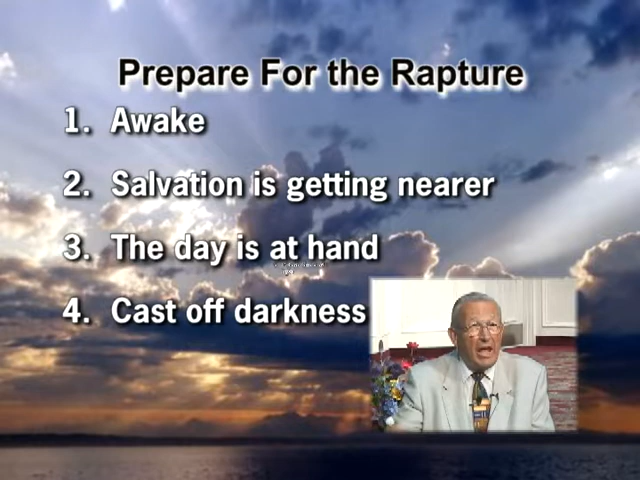 Prepare For the Rapture
1. Awake
2. Salvation is getting nearer
3. The day is at hand
4. Cast off darkness